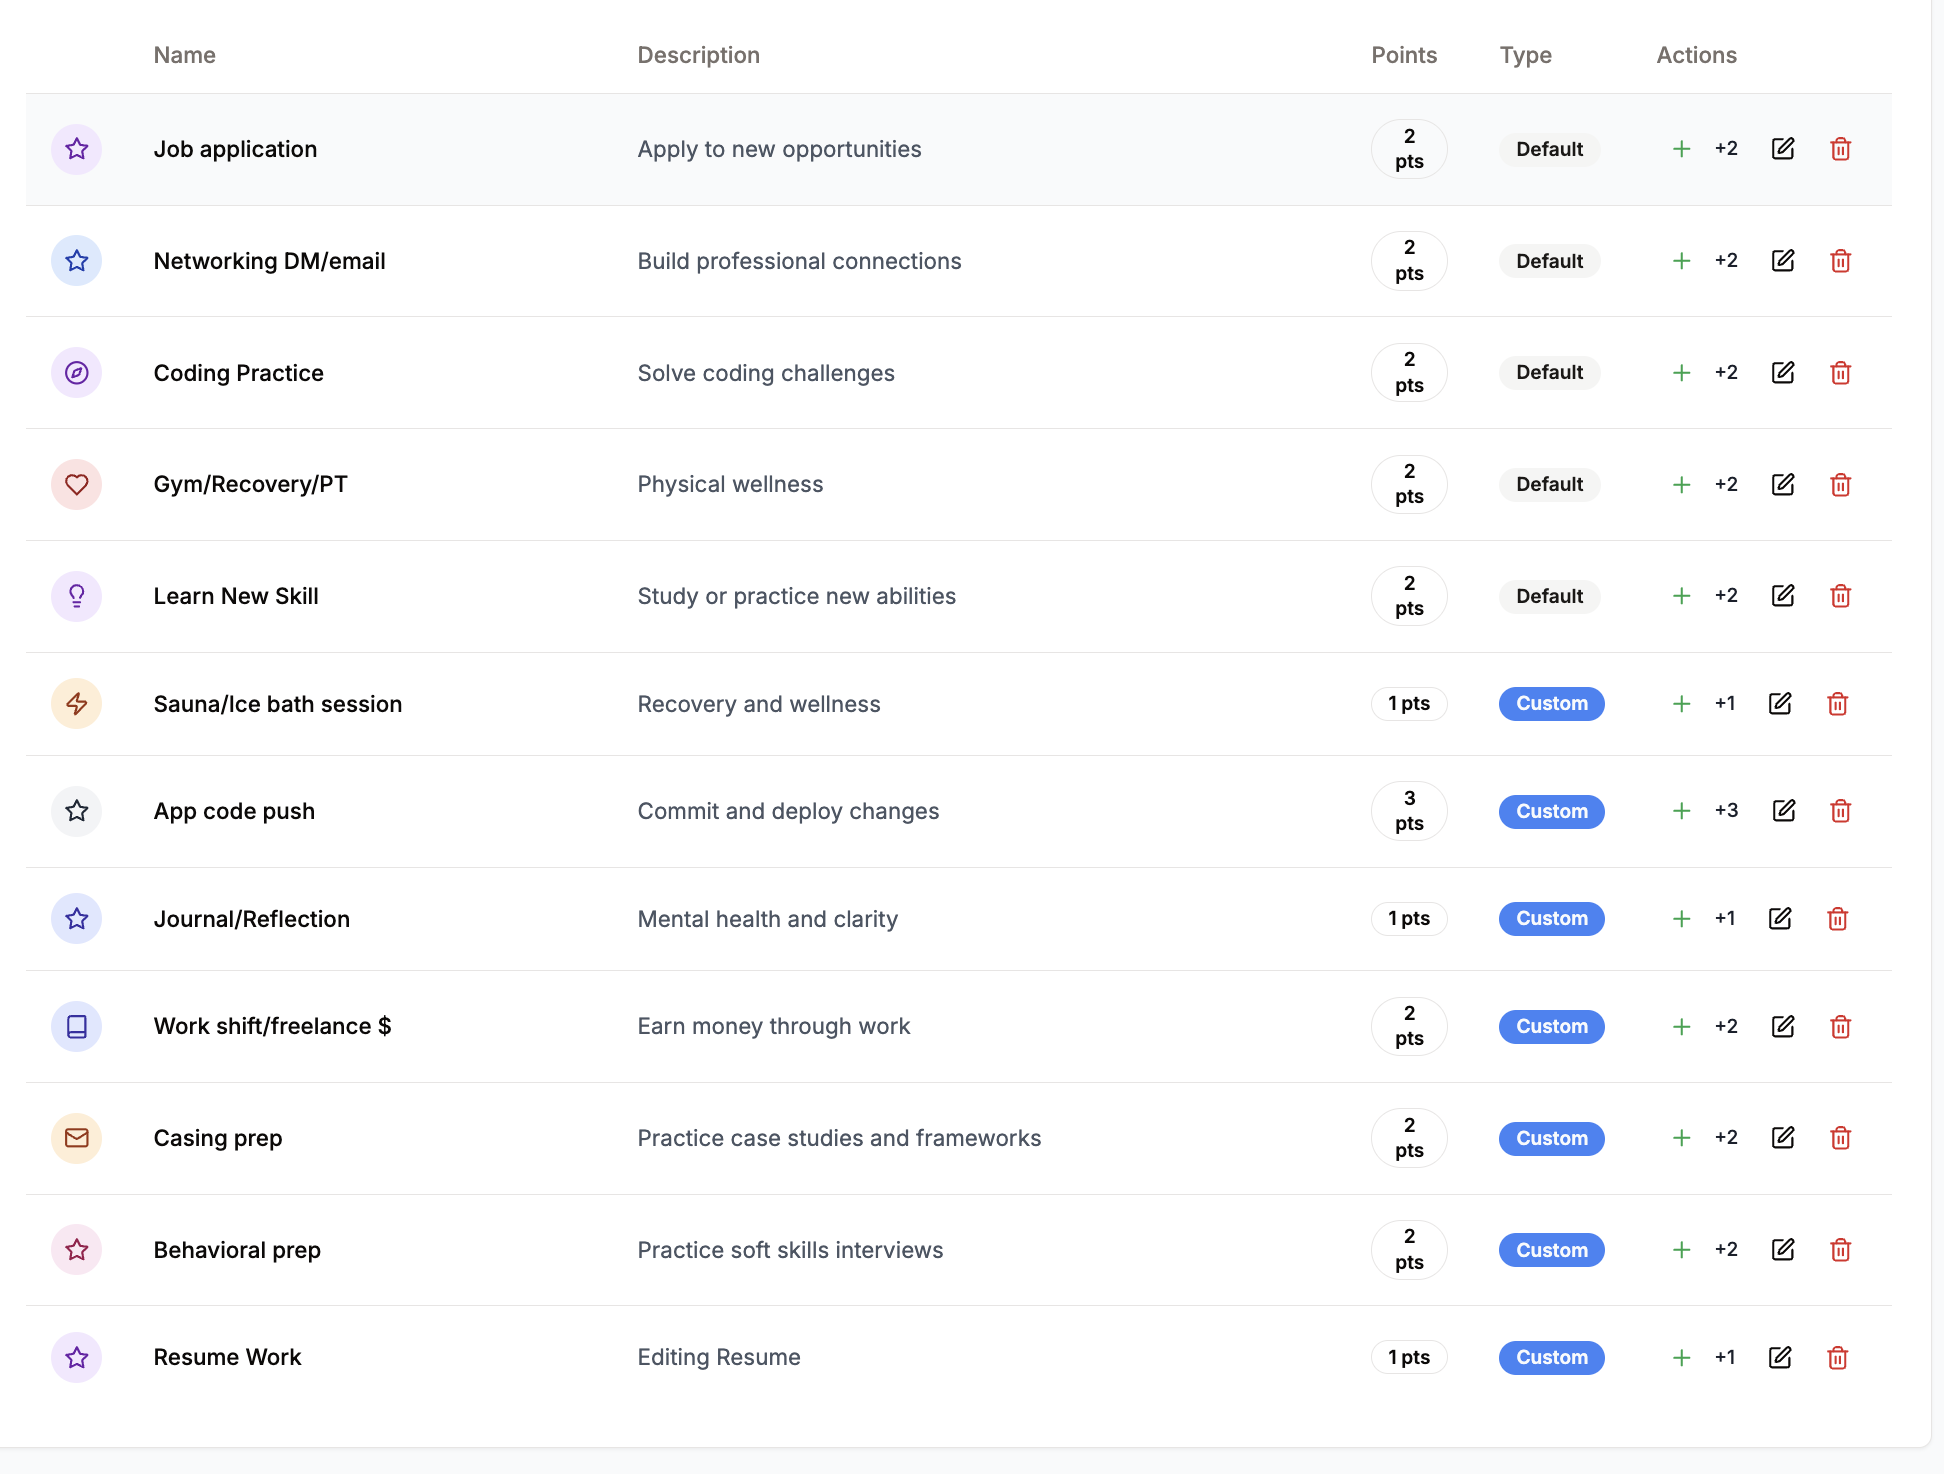 Name Description Points Type Actions
Job application Apply to new opportunities 2 pts Default +2
Networking DM/email Build professional connections 2 pts Default +2
Coding Practice Solve coding challenges 2 pts Default +2
Gym/Recovery/PT Physical wellness 2 pts Default +2
Learn New Skill Study or practice new abilities 2 pts Default +2
Sauna/Ice bath session Recovery and wellness 1 pts Custom +1
App code push Commit and deploy changes 3 pts Custom +3
Journal/Reflection Mental health and clarity 1 pts Custom +1
Work shift/freelance $ Earn money through work 2 pts Custom +2
Casing prep Practice case studies and frameworks 2 pts Custom +2
Behavioral prep Practice soft skills interviews 2 pts Custom +2
Resume Work Editing Resume 1 pts Custom +1